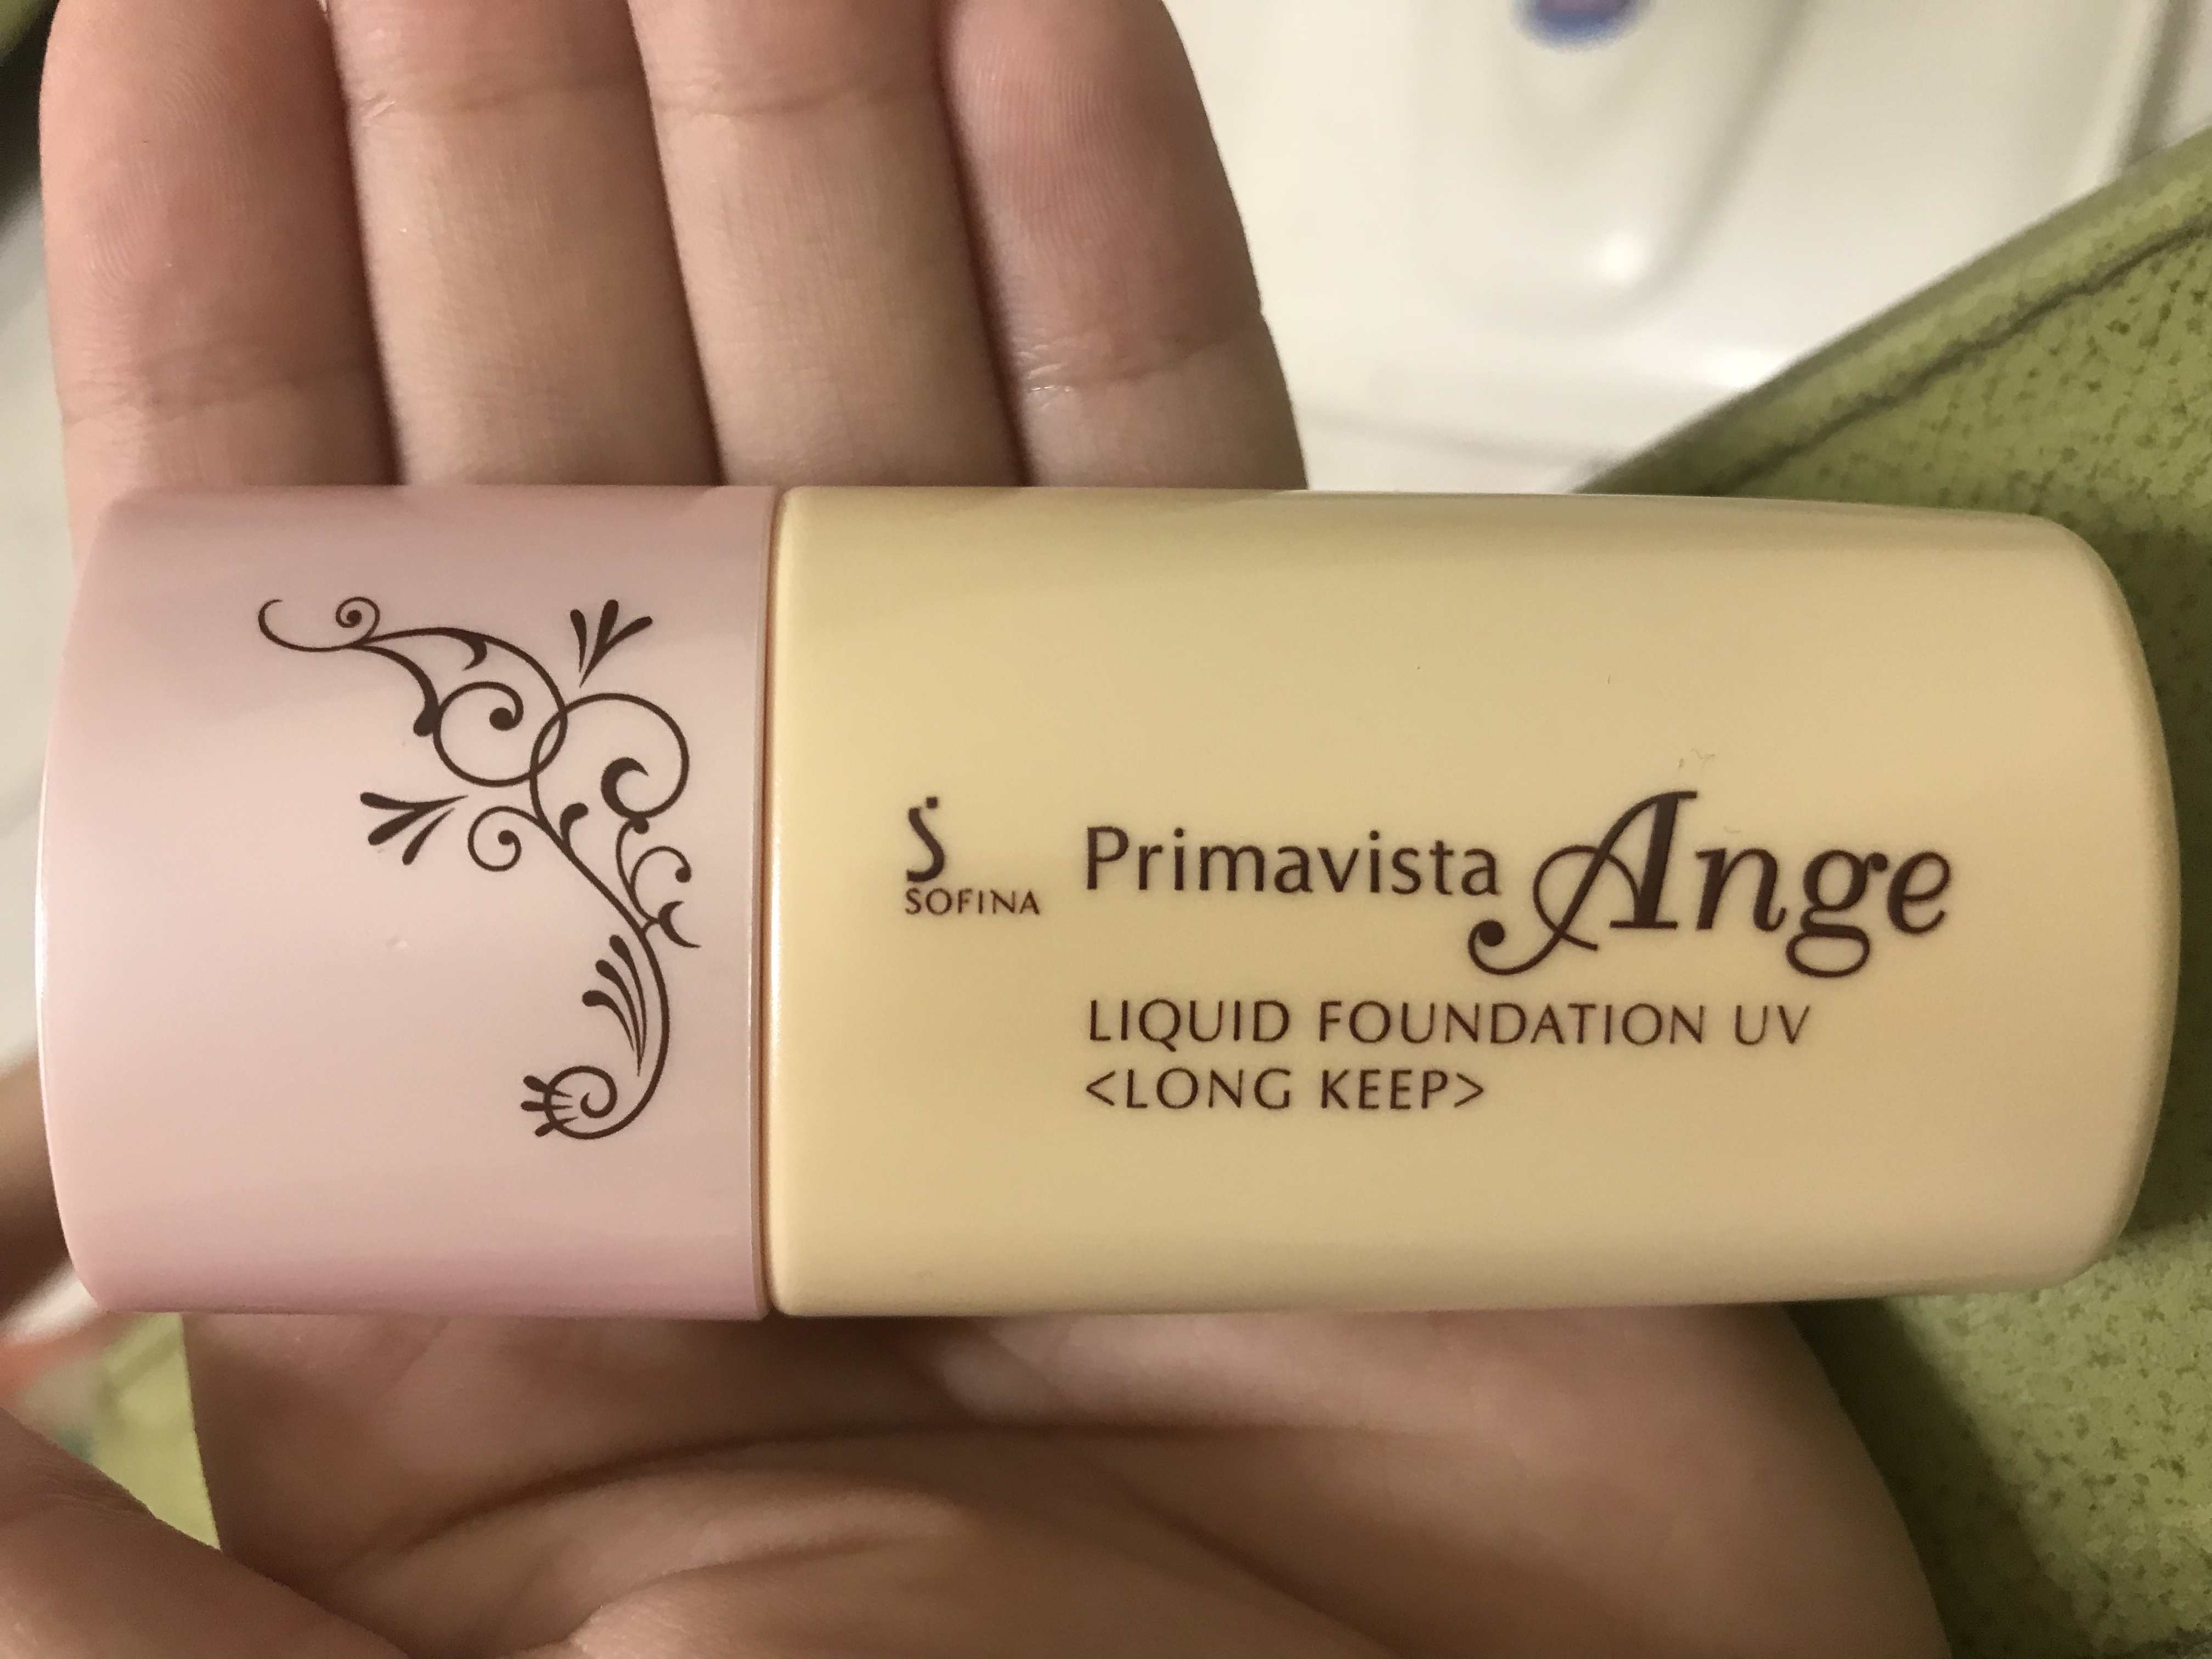 SOFINA
Primavista Ange
LIQUID FOUNDATION UV
<LONG KEEP>